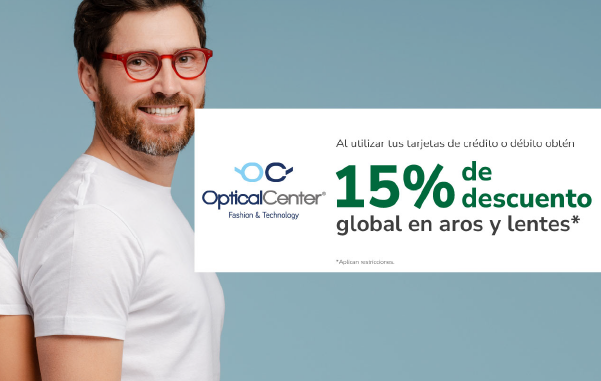 Al utilizar tus tarjetas de crédito o débito obtén
15% de
descuento
global en aros y lentes*
OpticalCenter®
Fashion & Technology
*Aplican restricciones.